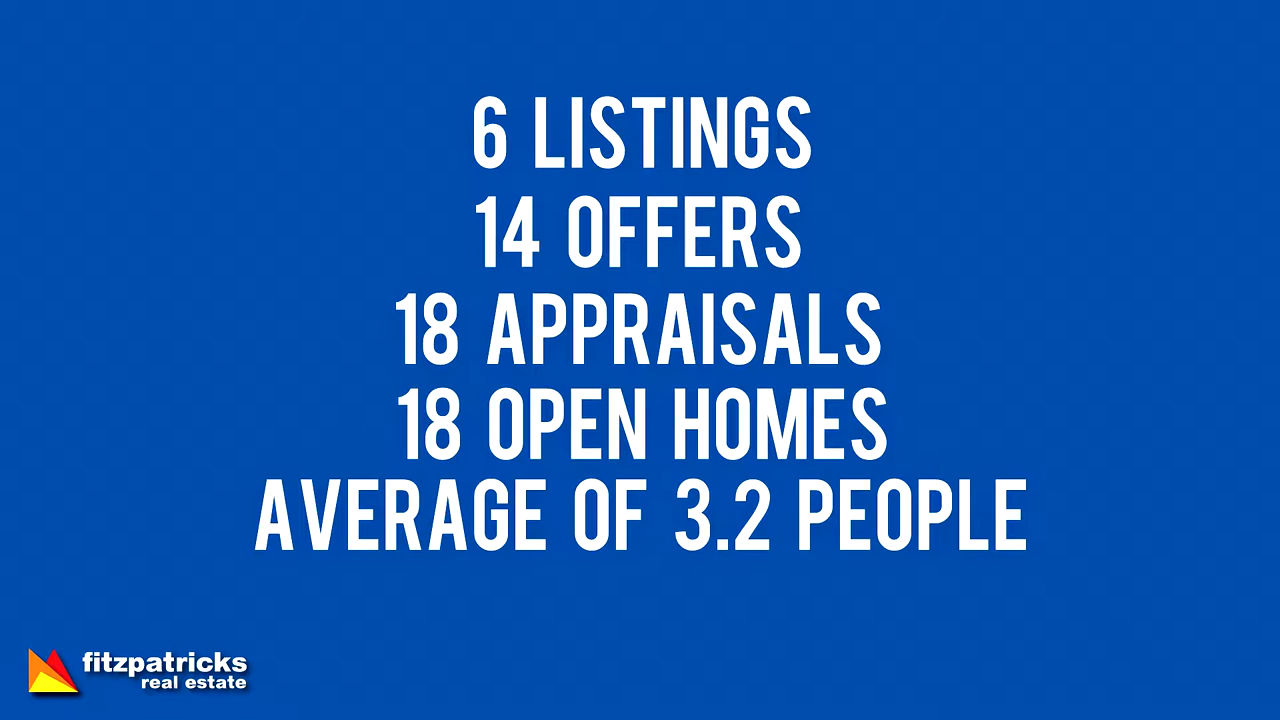 6 LISTINGS
14 OFFERS
18 APPRAISALS
18 OPEN HOMES
AVERAGE OF 3.2 PEOPLE
fitzpatricks
real estate